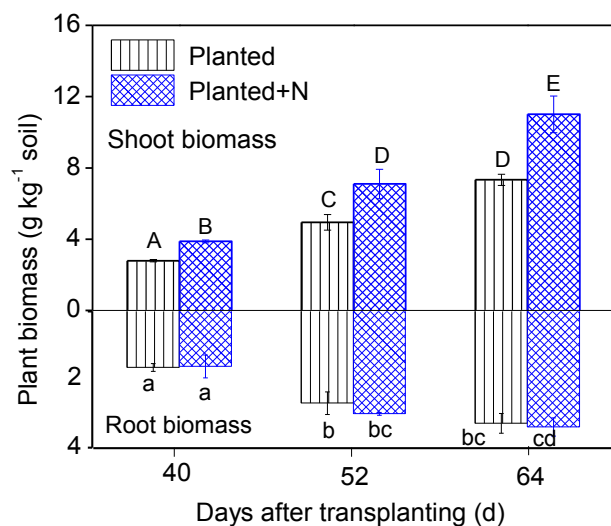 16
Planted
Planted+N
12
Shoot biomass
8
4
0
2
4
Plant biomass (g kg⁻¹ soil)
A
B
C
D
D
E
a
a
b
bc
bc
cd
Root biomass
40
52
64
Days after transplanting (d)